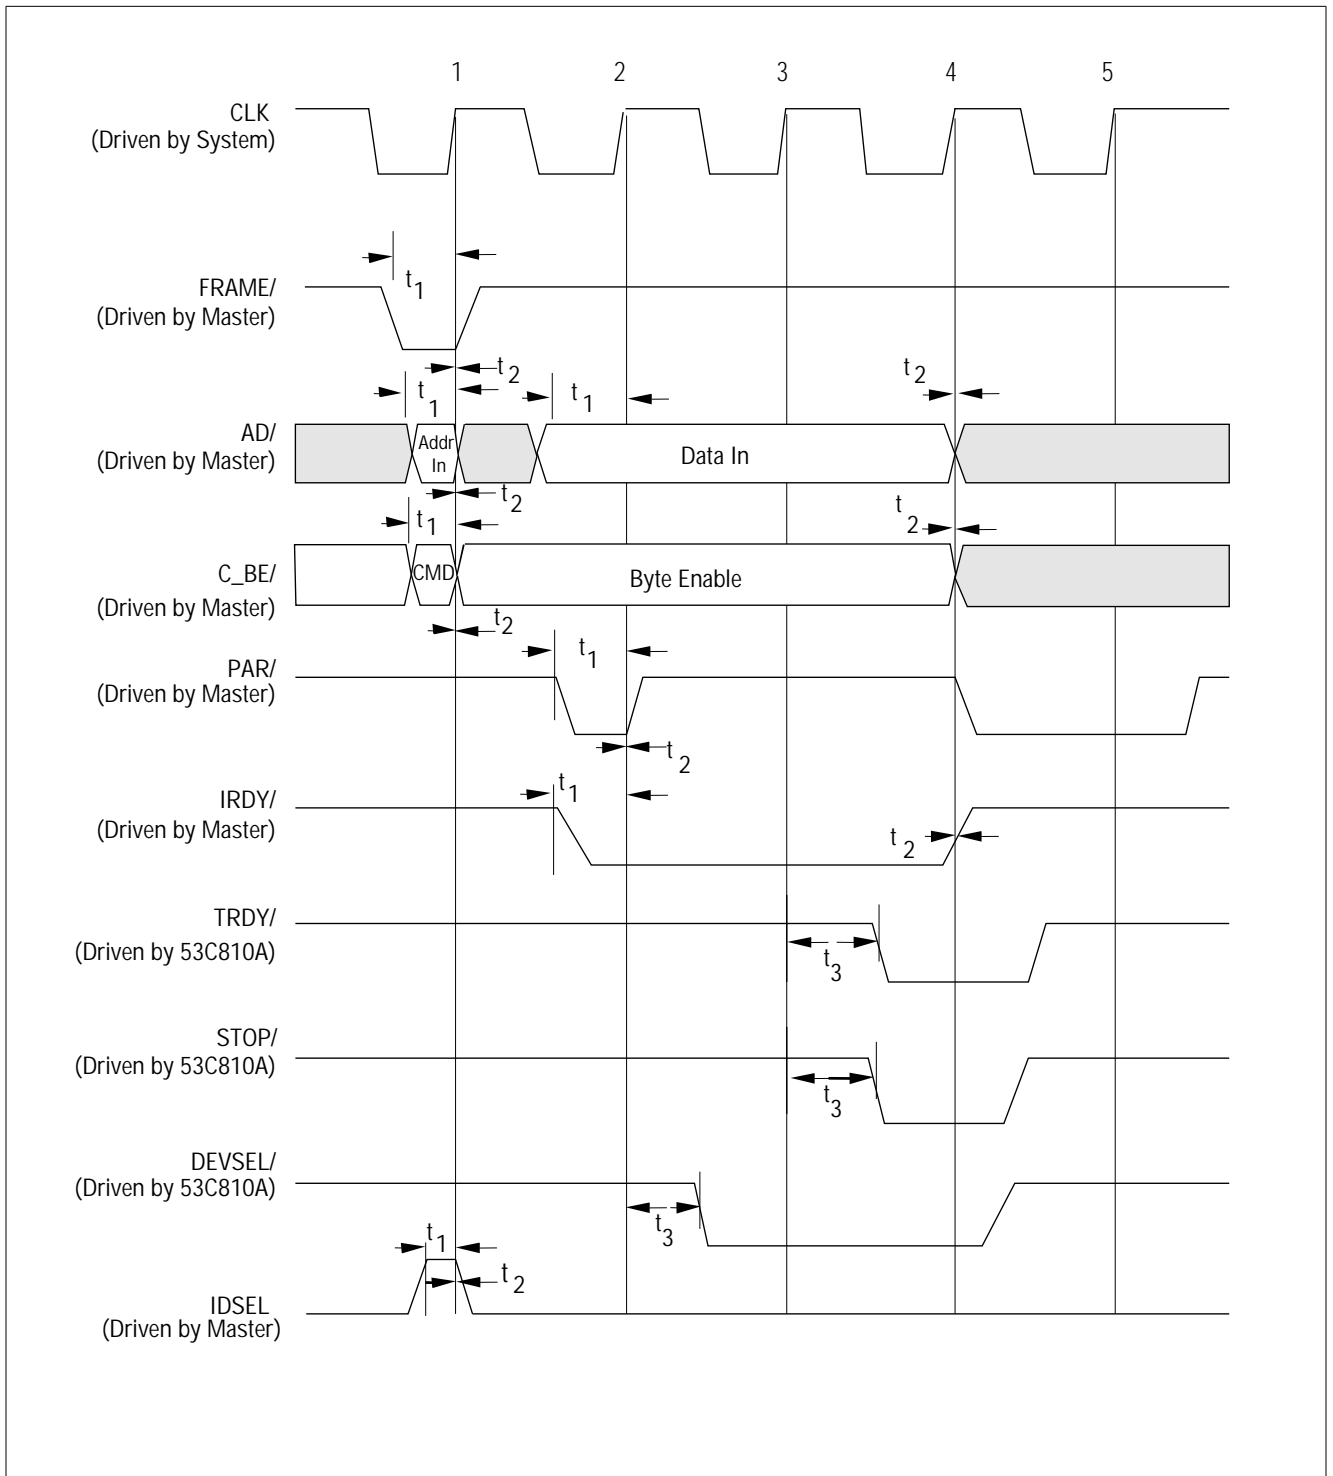 1 2 3 4 5
CLK
(Driven by System)
t1
FRAME/
(Driven by Master)
t2
t1 t1 t2
AD/
(Driven by Master)
Addr
In
Data In
t2
t1 t2
C_BE/
(Driven by Master)
CMD
Byte Enable
t2
t1
PAR/
(Driven by Master)
t2
t1
IRDY/
(Driven by Master)
t2
TRDY/
(Driven by 53C810A)
t3
STOP/
(Driven by 53C810A)
t3
DEVSEL/
(Driven by 53C810A)
t3
t1
t2
IDSEL
(Driven by Master)